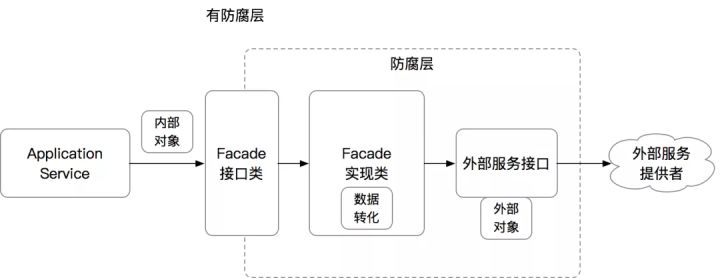 有防腐层
防腐层
Application
Service
内部
对象
Facade
接口类
Facade
实现类
数据
转化
外部服务接口
外部
对象
外部服务
提供者